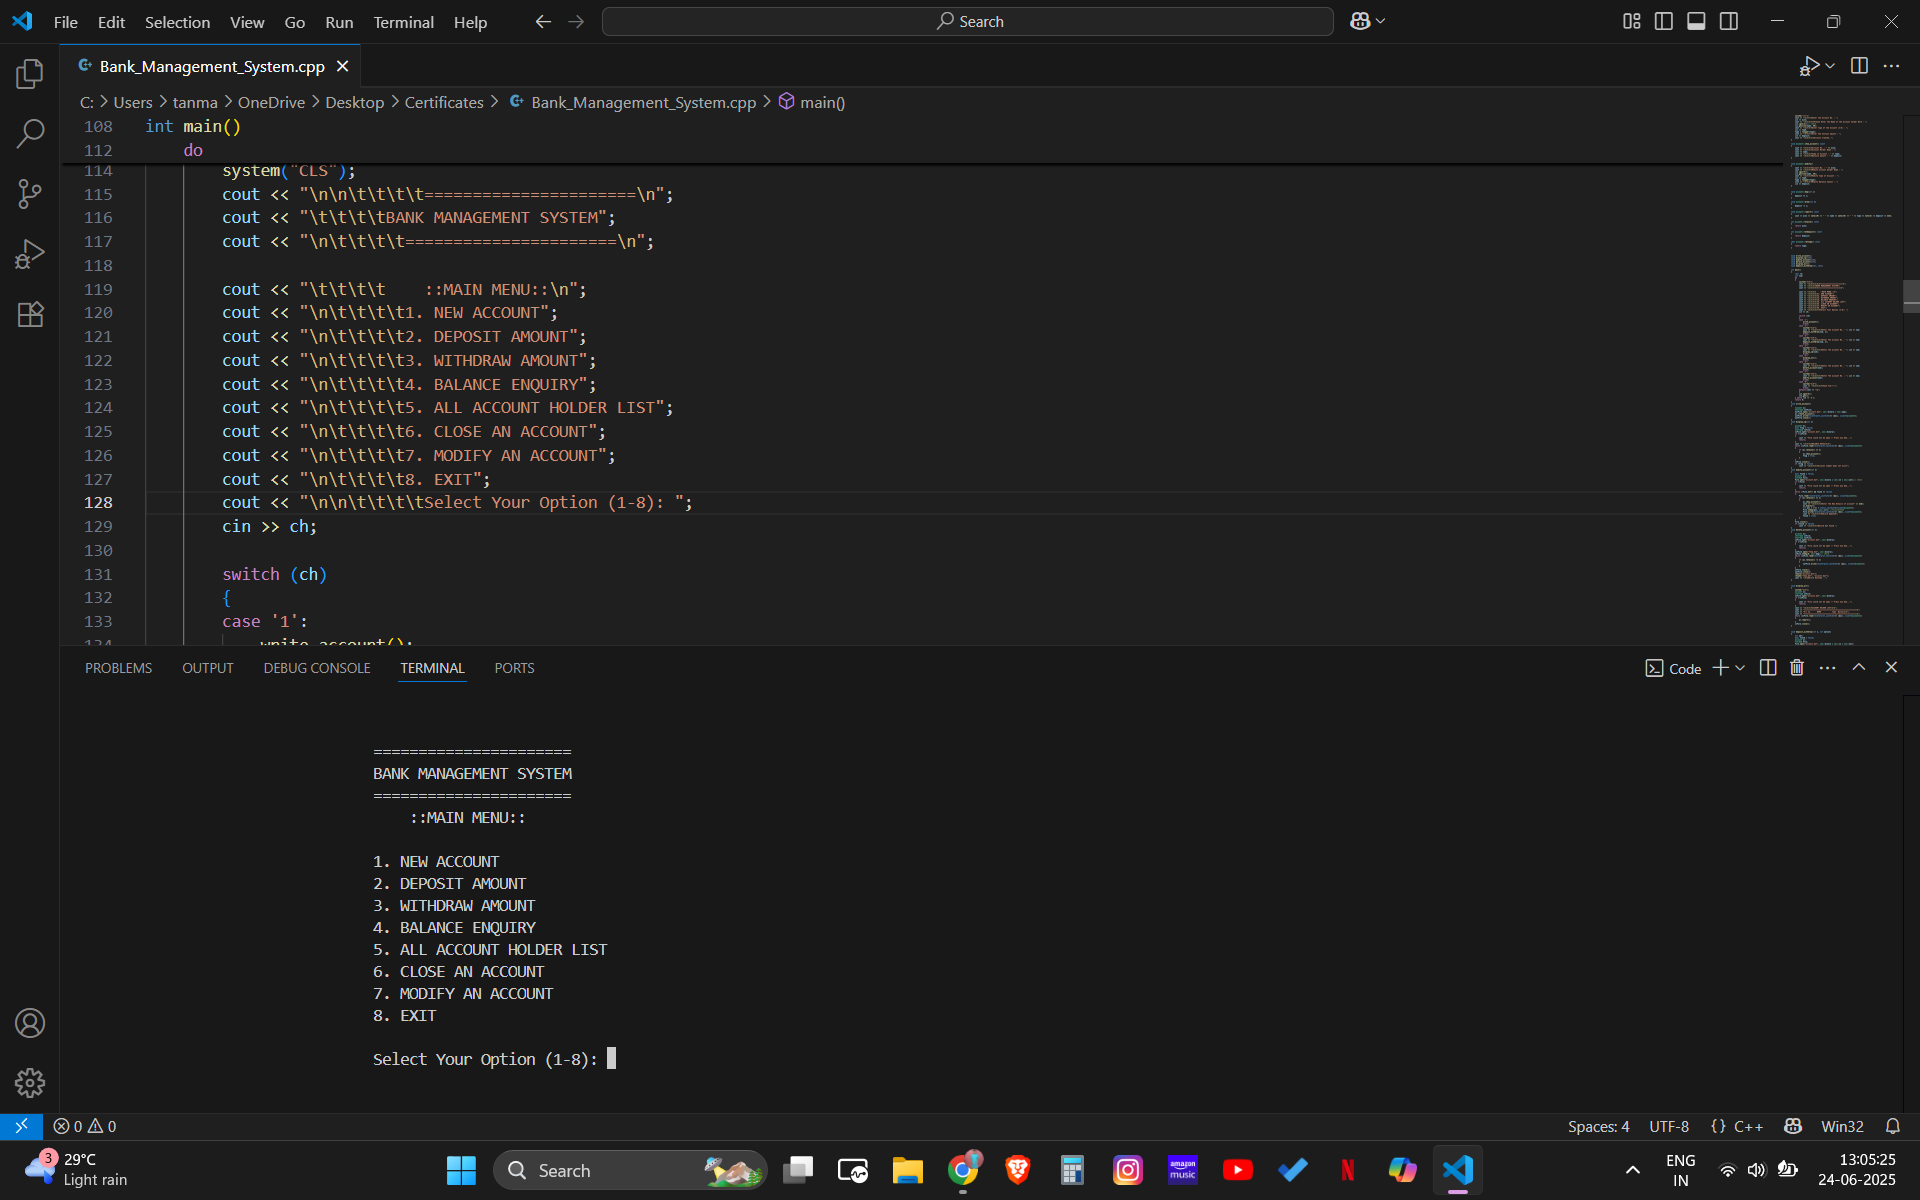 File Edit Selection View Go Run Terminal Help
Search
Bank_Management_System.cpp
C: > Users > tanma > OneDrive > Desktop > Certificates > Bank_Management_System.cpp > main()
108 int main()
112 do
114 system("CLS");
115 cout << "\n\n\t\t\t\t======================\n";
116 cout << "\t\t\t\tBANK MANAGEMENT SYSTEM";
117 cout << "\n\t\t\t\t======================\n";
118
119 cout << "\t\t\t\t    ::MAIN MENU::\n";
120 cout << "\n\t\t\t\t1. NEW ACCOUNT";
121 cout << "\n\t\t\t\t2. DEPOSIT AMOUNT";
122 cout << "\n\t\t\t\t3. WITHDRAW AMOUNT";
123 cout << "\n\t\t\t\t4. BALANCE ENQUIRY";
124 cout << "\n\t\t\t\t5. ALL ACCOUNT HOLDER LIST";
125 cout << "\n\t\t\t\t6. CLOSE AN ACCOUNT";
126 cout << "\n\t\t\t\t7. MODIFY AN ACCOUNT";
127 cout << "\n\t\t\t\t8. EXIT";
128 cout << "\n\n\t\t\t\tSelect Your Option (1-8): ";
129 cin >> ch;
130
131 switch (ch)
132 {
133 case '1':
134 write_account();
PROBLEMS OUTPUT DEBUG CONSOLE TERMINAL PORTS
Code
======================
BANK MANAGEMENT SYSTEM
======================
::MAIN MENU::
1. NEW ACCOUNT
2. DEPOSIT AMOUNT
3. WITHDRAW AMOUNT
4. BALANCE ENQUIRY
5. ALL ACCOUNT HOLDER LIST
6. CLOSE AN ACCOUNT
7. MODIFY AN ACCOUNT
8. EXIT
Select Your Option (1-8):
0 0
Spaces: 4 UTF-8 {} C++ Win32
3
29°C
Light rain
Search
amazon music
ENG
IN
13:05:25
24-06-2025